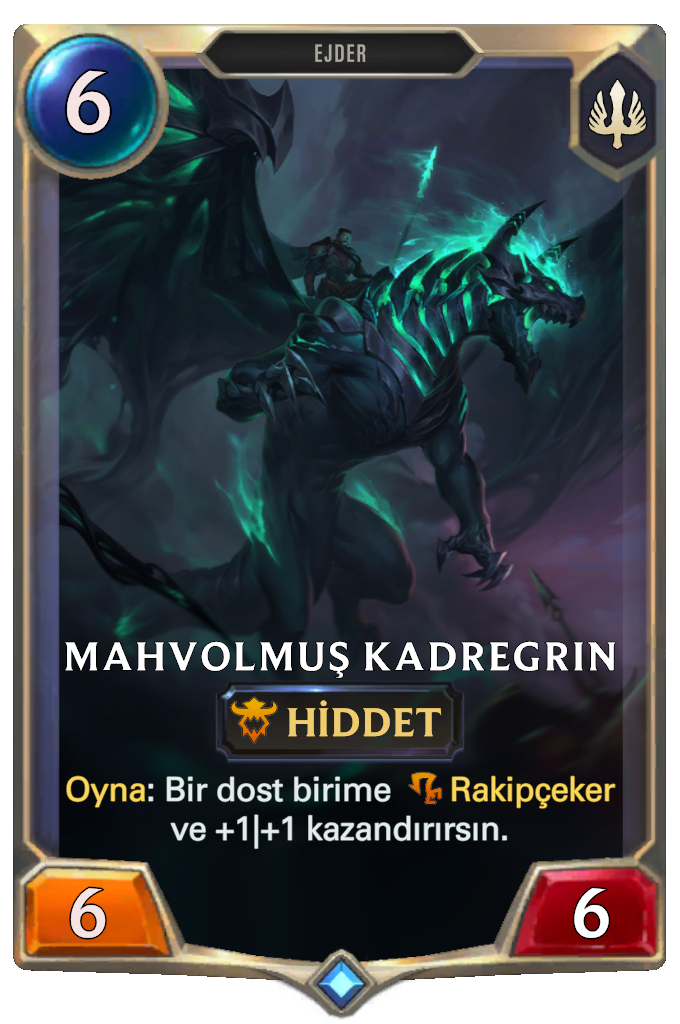 6
EJDER
MAHVOLMUŞ KADREGRIN
HİDDET
Oyna: Bir dost birime Rakipçeker
ve +1|+1 kazandırırsın.
6
6